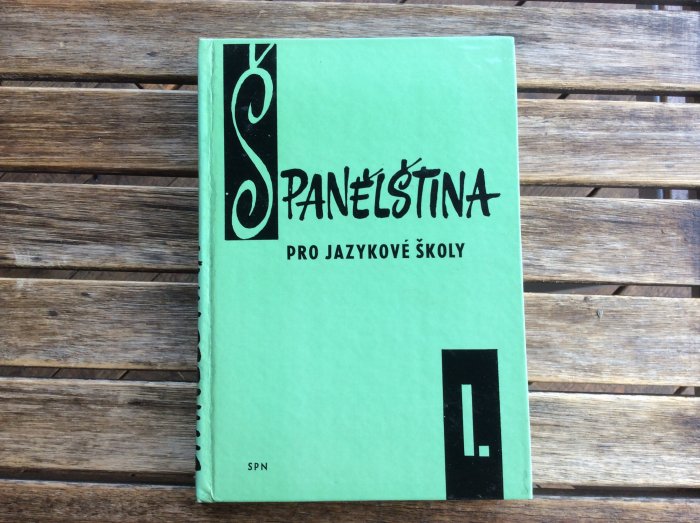 ŠPANĚLŠTINA
PRO JAZYKOVÉ ŠKOLY
I.
SPN